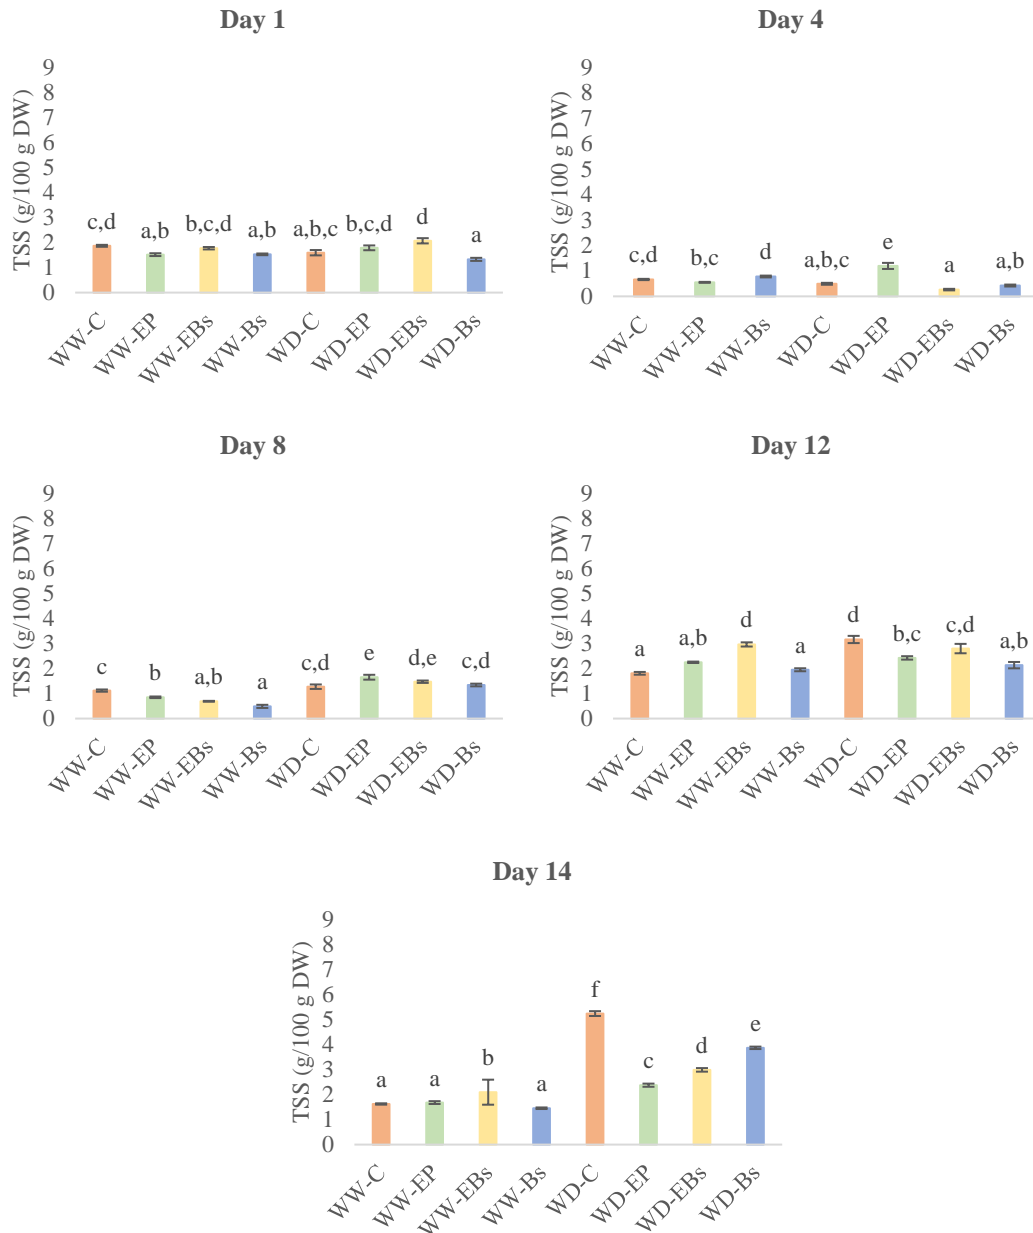 Day 1
TSS (g/100 g DW)
9
8
7
6
5
4
3
2
1
0
c,d
a,b
b,c,d
a,b
a,b,c
b,c,d
d
a
WW-C
WW-EP
WW-EBs
WW-Bs
WD-C
WD-EP
WD-EBs
WD-Bs
Day 4
TSS (g/100 g DW)
9
8
7
6
5
4
3
2
1
0
c,d
b,c
d
a,b,c
e
a
a,b
WW-C
WW-EP
WW-Bs
WD-C
WD-EP
WD-EBs
WD-Bs
Day 8
TSS (g/100 g DW)
9
8
7
6
5
4
3
2
1
0
c
b
a,b
a
c,d
e
d,e
c,d
WW-C
WW-EP
WW-EBs
WW-Bs
WD-C
WD-EP
WD-EBs
WD-Bs
Day 12
TSS (g/100 g DW)
9
8
7
6
5
4
3
2
1
0
a
a,b
d
a
d
b,c
c,d
a,b
WW-C
WW-EP
WW-EBs
WW-Bs
WD-C
WD-EP
WD-EBs
WD-Bs
Day 14
TSS (g/100 g DW)
9
8
7
6
5
4
3
2
1
0
a
a
b
a
f
c
d
e
WW-C
WW-EP
WW-EBs
WW-Bs
WD-C
WD-EP
WD-EBs
WD-Bs